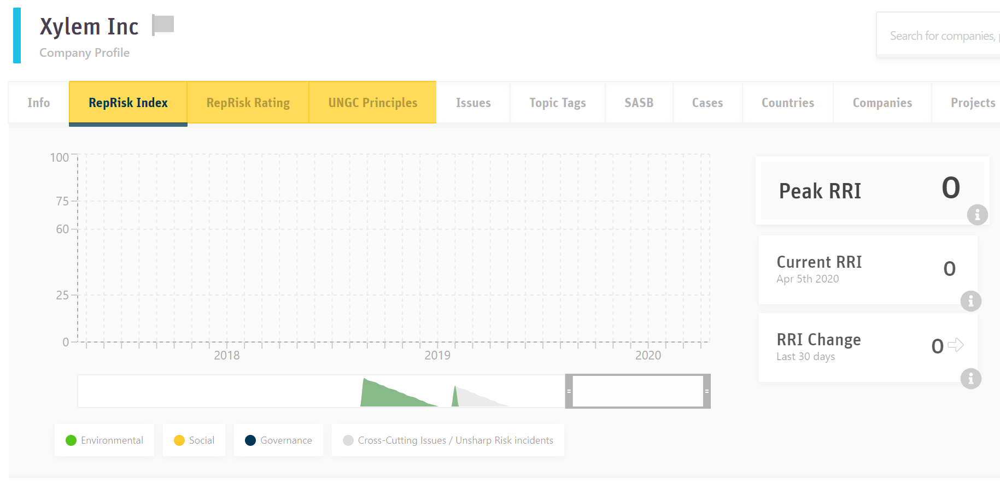 Xylem Inc
Company Profile
Search for companies,
Info RepRisk Index RepRisk Rating UNGC Principles Issues Topic Tags SASB Cases Countries Companies Projects
100
75
60
25
0
2018 2019 2020
Peak RRI 0
Current RRI 0
Apr 5th 2020
RRI Change 0
Last 30 days
Environmental Social Governance Cross-Cutting Issues / Unsharp Risk incidents